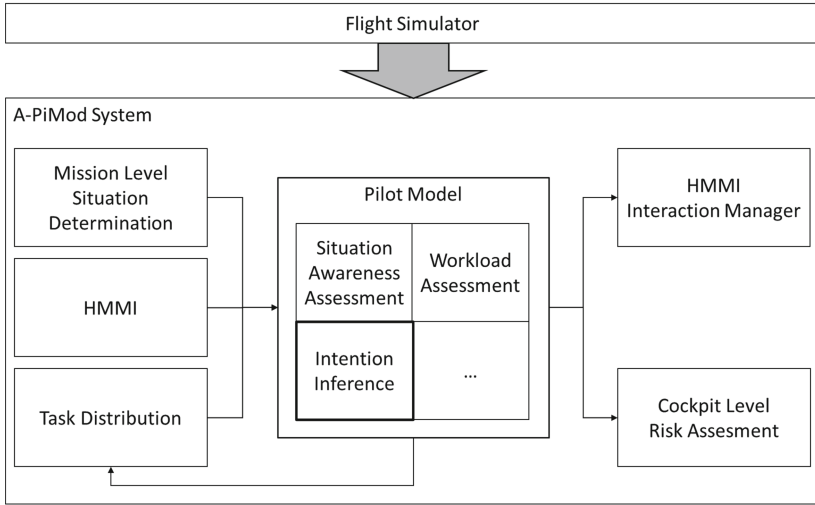 Flight Simulator
A-PiMod System
Mission Level
Situation
Determination
HMMI
Task Distribution
Pilot Model
Situation
Awareness
Assessment
Workload
Assessment
Intention
Inference
...
HMMI
Interaction Manager
Cockpit Level
Risk Assesment